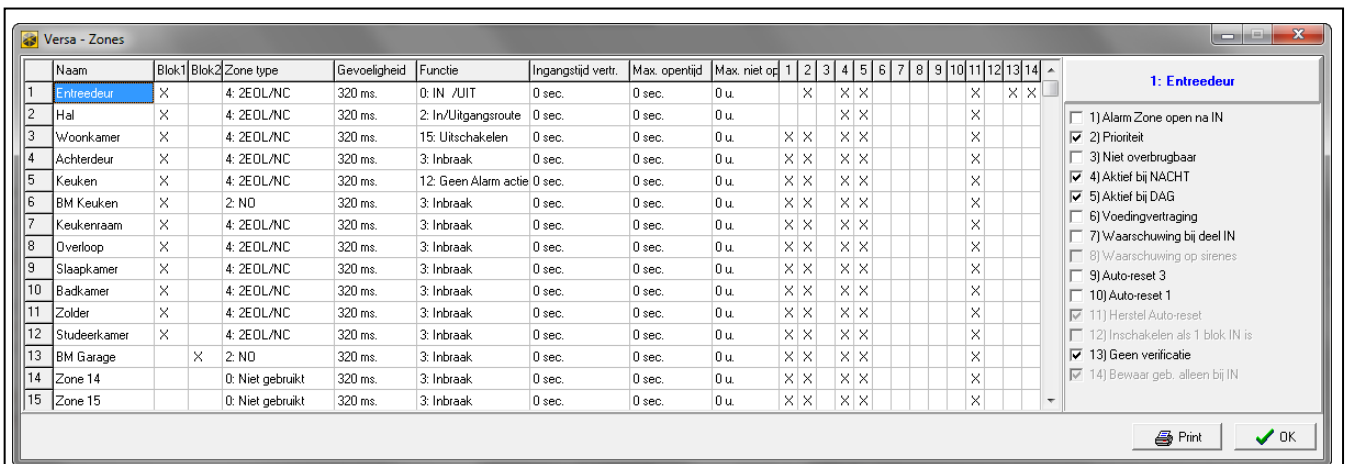 Versa - Zones
Naam Blok1 Blok2 Zone type Gevoeligheid Functie Ingangstijd vertr. Max. opentijd Max. niet op 1 2 3 4 5 6 7 8 9 10 11 12 13 14
1 Entreedeur X 4: 2EOL/NC 320 ms. 0: IN /UIT 0 sec. 0 sec. 0 u. X X X X X X
2 Hal X 4: 2EOL/NC 320 ms. 2: In/Uitgangsroute 0 sec. 0 sec. 0 u. X X X
3 Woonkamer X 4: 2EOL/NC 320 ms. 15: Uitschakelen 0 sec. 0 sec. 0 u. X X X X X
4 Achterdeur X 4: 2EOL/NC 320 ms. 3: Inbraak 0 sec. 0 sec. 0 u. X X X X X
5 Keuken X 4: 2EOL/NC 320 ms. 12: Geen Alarm actie 0 sec. 0 sec. 0 u. X X X X X
6 BM Keuken X 2: NO 320 ms. 3: Inbraak 0 sec. 0 sec. 0 u. X X X X X
7 Keukenraam X 4: 2EOL/NC 320 ms. 3: Inbraak 0 sec. 0 sec. 0 u. X X X X X
8 Overloop X 4: 2EOL/NC 320 ms. 3: Inbraak 0 sec. 0 sec. 0 u. X X X X X
9 Slaapkamer X 4: 2EOL/NC 320 ms. 3: Inbraak 0 sec. 0 sec. 0 u. X X X X X
10 Badkamer X 4: 2EOL/NC 320 ms. 3: Inbraak 0 sec. 0 sec. 0 u. X X X X X
11 Zolder X 4: 2EOL/NC 320 ms. 3: Inbraak 0 sec. 0 sec. 0 u. X X X X X
12 Studeerkamer X 4: 2EOL/NC 320 ms. 3: Inbraak 0 sec. 0 sec. 0 u. X X X X X
13 BM Garage X 2: NO 320 ms. 3: Inbraak 0 sec. 0 sec. 0 u. X X X X X
14 Zone 14 0: Niet gebruikt 320 ms. 3: Inbraak 0 sec. 0 sec. 0 u. X X X X X
15 Zone 15 0: Niet gebruikt 320 ms. 3: Inbraak 0 sec. 0 sec. 0 u. X X X X X
1: Entreedeur
1) Alarm Zone open na IN
2) Prioriteit
3) Niet overbrugbaar
4) Aktief bij NACHT
5) Aktief bij DAG
6) Voedingvertraging
7) Waarschuwing bij deel IN
8) Waarschuwing op sirenes
9) Auto-reset 3
10) Auto-reset 1
11) Herstel Auto-reset
12) Inschakelen als 1 blok IN is
13) Geen verificatie
14) Bewaar geb. alleen bij IN
Print
OK